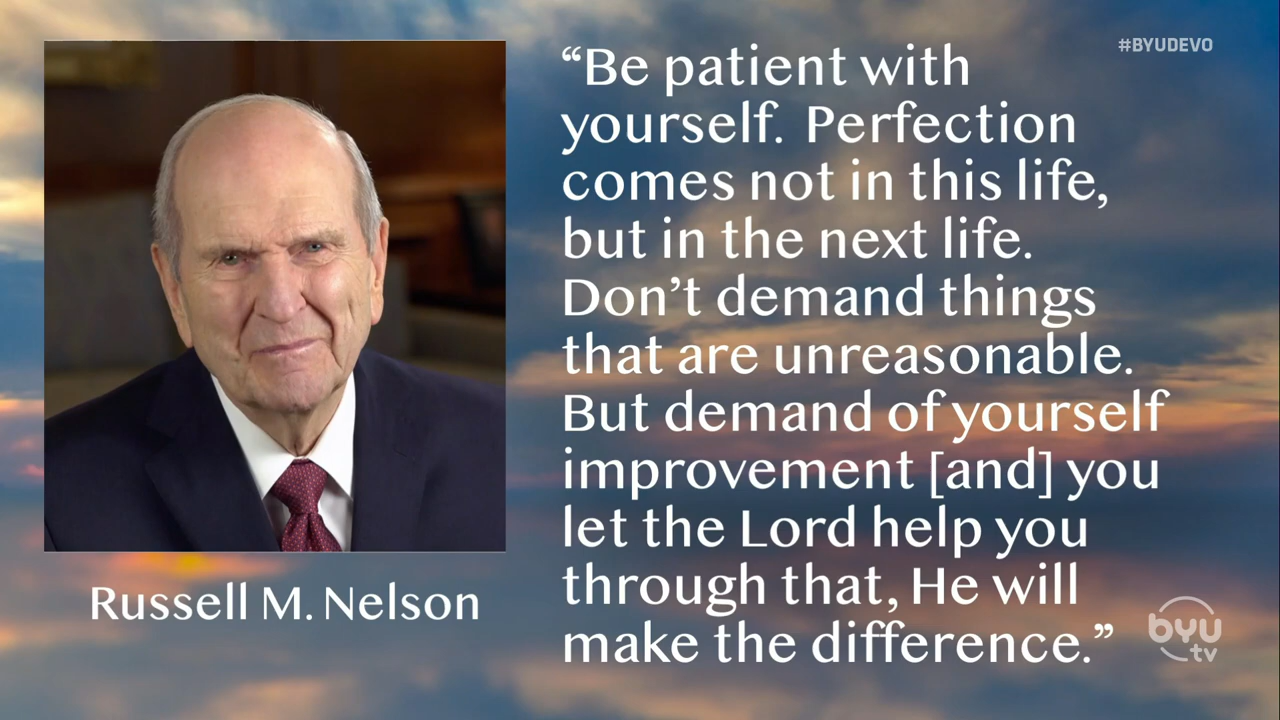 #BYUDEVO
“Be patient with
yourself. Perfection
comes not in this life,
but in the next life.
Don’t demand things
that are unreasonable.
But demand of yourself
improvement [and] you
let the Lord help you
through that, He will
make the difference.”
Russell M. Nelson
byu
tv